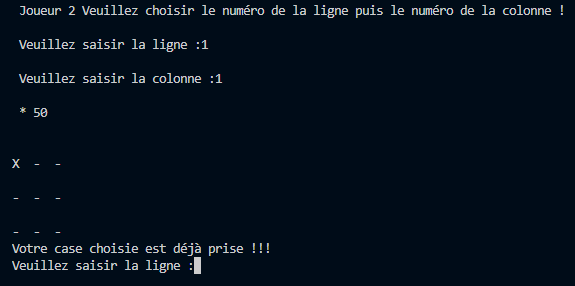 Joueur 2 Veuillez choisir le numéro de la ligne puis le numéro de la colonne !
Veuillez saisir la ligne :1
Veuillez saisir la colonne :1
* 50
X - -
- - -
- - -
Votre case choisie est déjà prise !!!
Veuillez saisir la ligne :